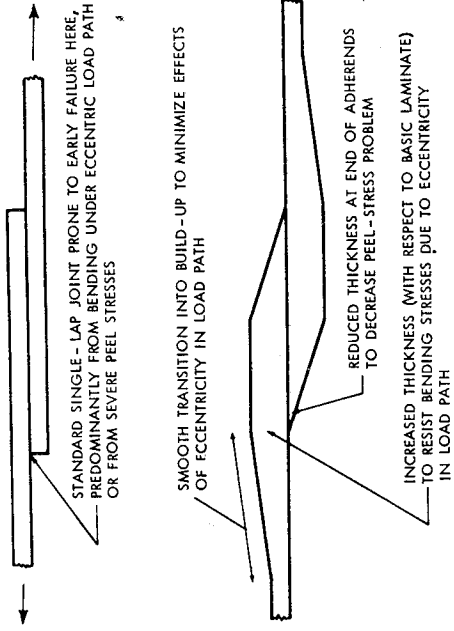 STANDARD SINGLE-LAP JOINT PRONE TO EARLY FAILURE HERE,
PREDOMINANTLY FROM BENDING UNDER ECCENTRIC LOAD PATH
OR FROM SEVERE PEEL STRESSES
SMOOTH TRANSITION INTO BUILD-UP TO MINIMIZE EFFECTS
OF ECCENTRICITY IN LOAD PATH
REDUCED THICKNESS AT END OF ADHERENDS
TO DECREASE PEEL-STRESS PROBLEM
INCREASED THICKNESS (WITH RESPECT TO BASIC LAMINATE)
TO RESIST BENDING STRESSES DUE TO ECCENTRICITY
IN LOAD PATH